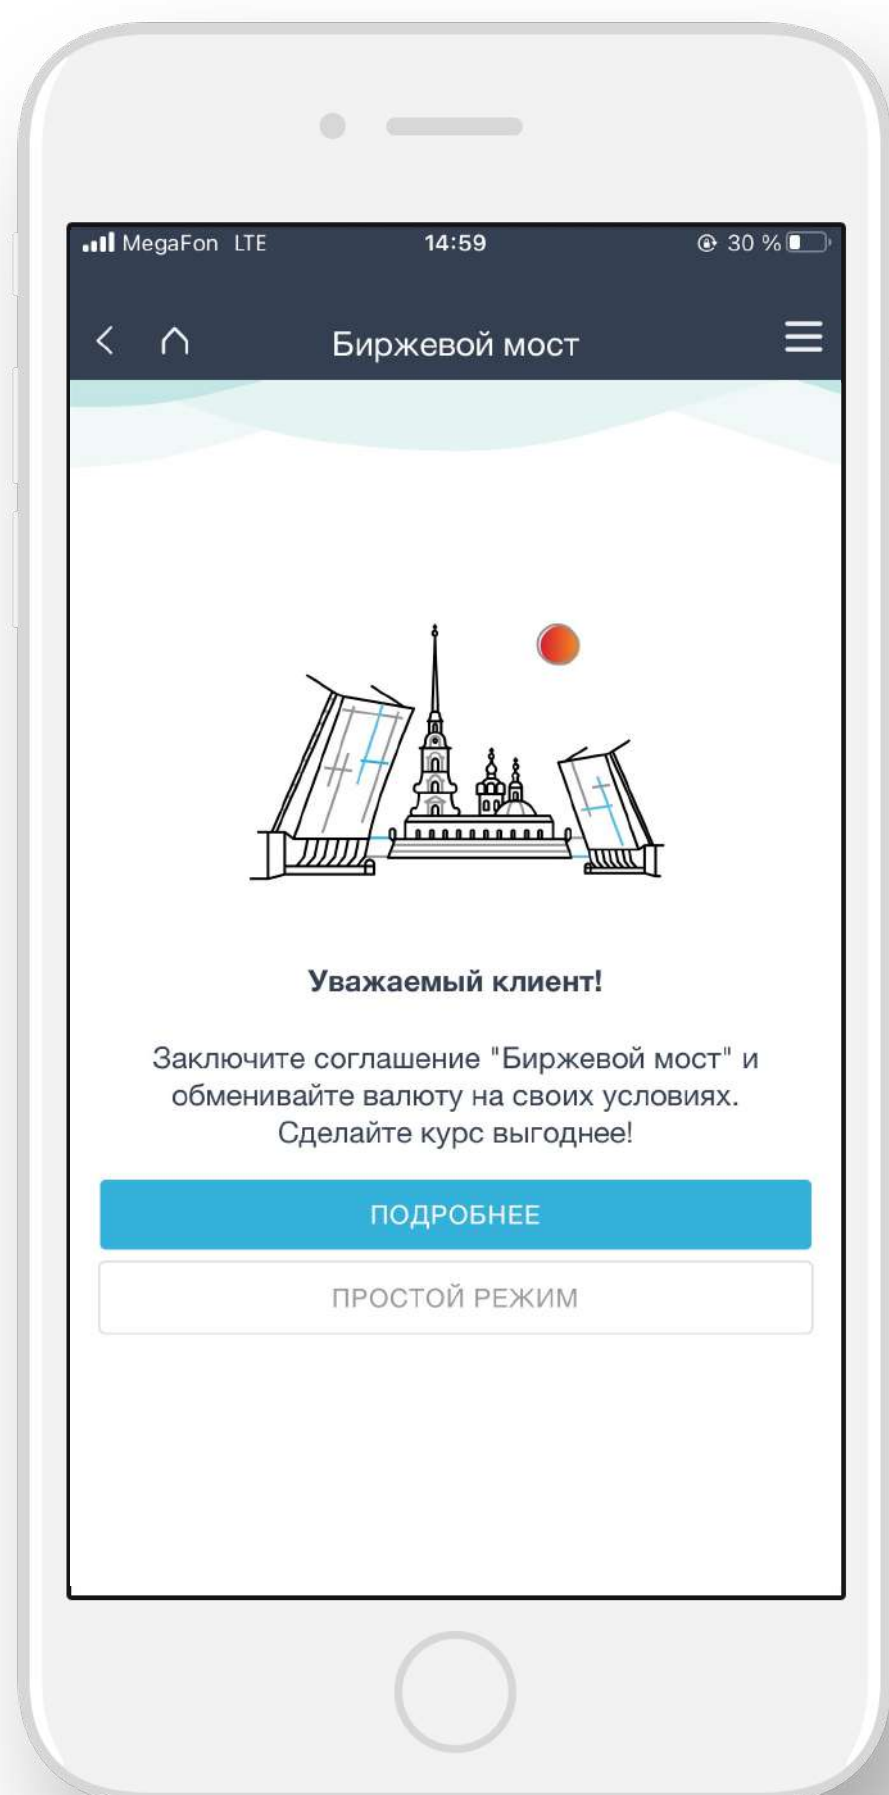 MegaFon LTE 14:59 30 %
Биржевой мост
Уважаемый клиент!
Заключите соглашение "Биржевой мост" и
обменивайте валюту на своих условиях.
Сделайте курс выгоднее!
ПОДРОБНЕЕ
ПРОСТОЙ РЕЖИМ